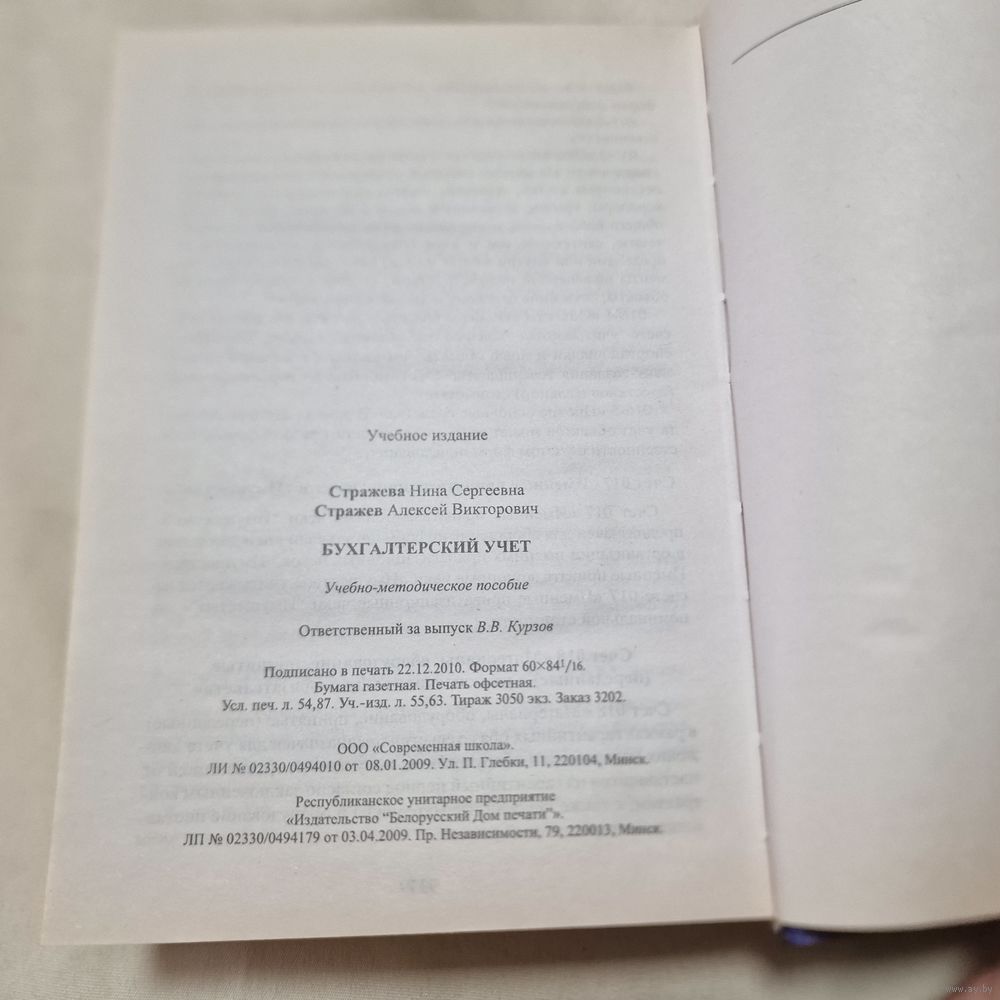 Учебное издание
Стражева Нина Сергеевна
Стражев Алексей Викторович
БУХГАЛТЕРСКИЙ УЧЕТ
Учебно-методическое пособие
Ответственный за выпуск В.В. Курзов
Подписано в печать 22.12.2010. Формат 60×84¹/16.
Бумага газетная. Печать офсетная.
Усл. печ. л. 54,87. Уч.-изд. л. 55,63. Тираж 3050 экз. Заказ 3202.
ООО «Современная школа».
ЛИ № 02330/0494010 от 08.01.2009. Ул. П. Глебки, 11, 220104, Минск.
Республиканское унитарное предприятие
«Издательство “Белорусский Дом печати”».
ЛП № 02330/0494179 от 03.04.2009. Пр. Независимости, 79, 220013, Минск.
www.ay.by